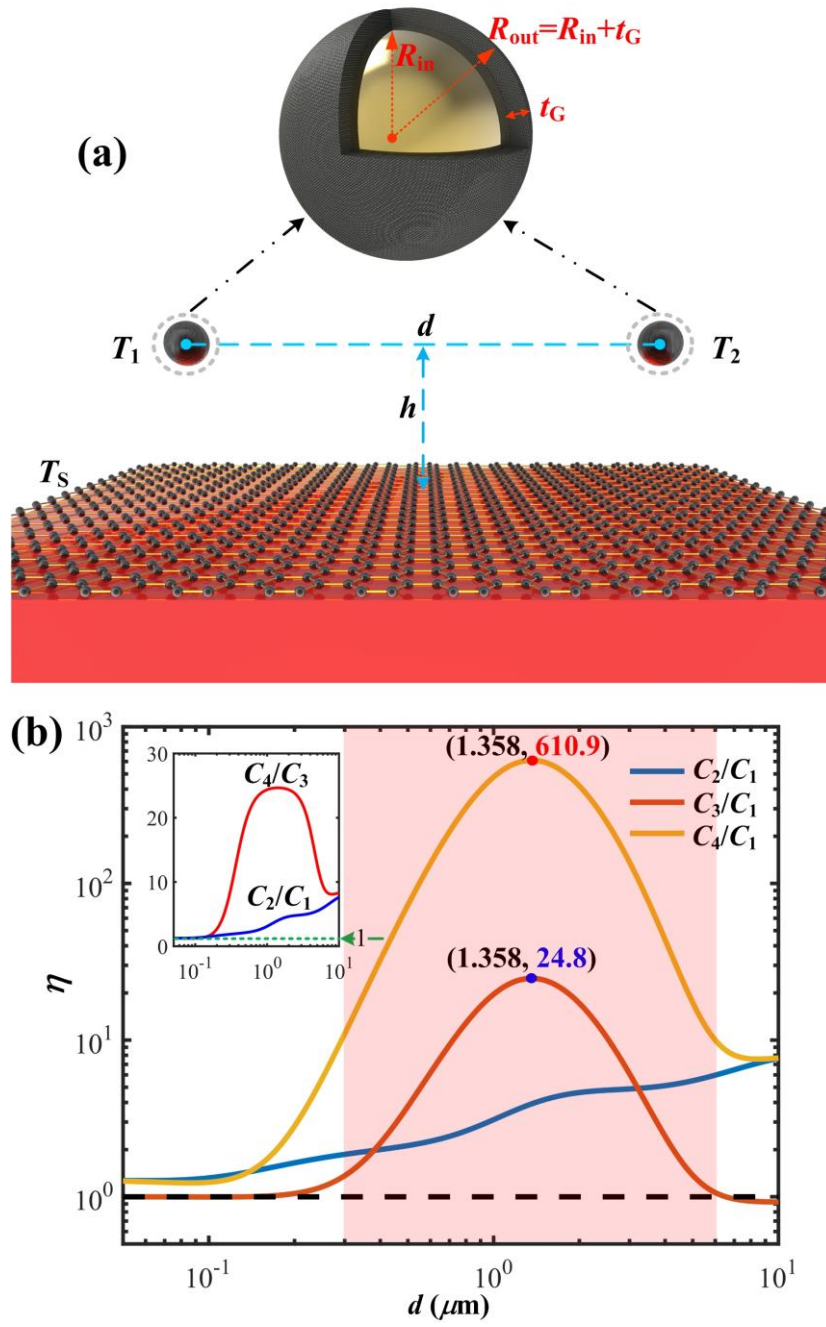 (a)
R_in
R_out=R_in+t_G
t_G
T_1
d
T_2
h
T_S
(b)
10^3
10^2
10^1
10^0
η
(1.358, 610.9)
(1.358, 24.8)
C_2/C_1
C_3/C_1
C_4/C_1
30
20
10
0
C_4/C_3
C_2/C_1
1
10^-1
10^0
10^1
10^-1
10^0
10^1
d (μm)